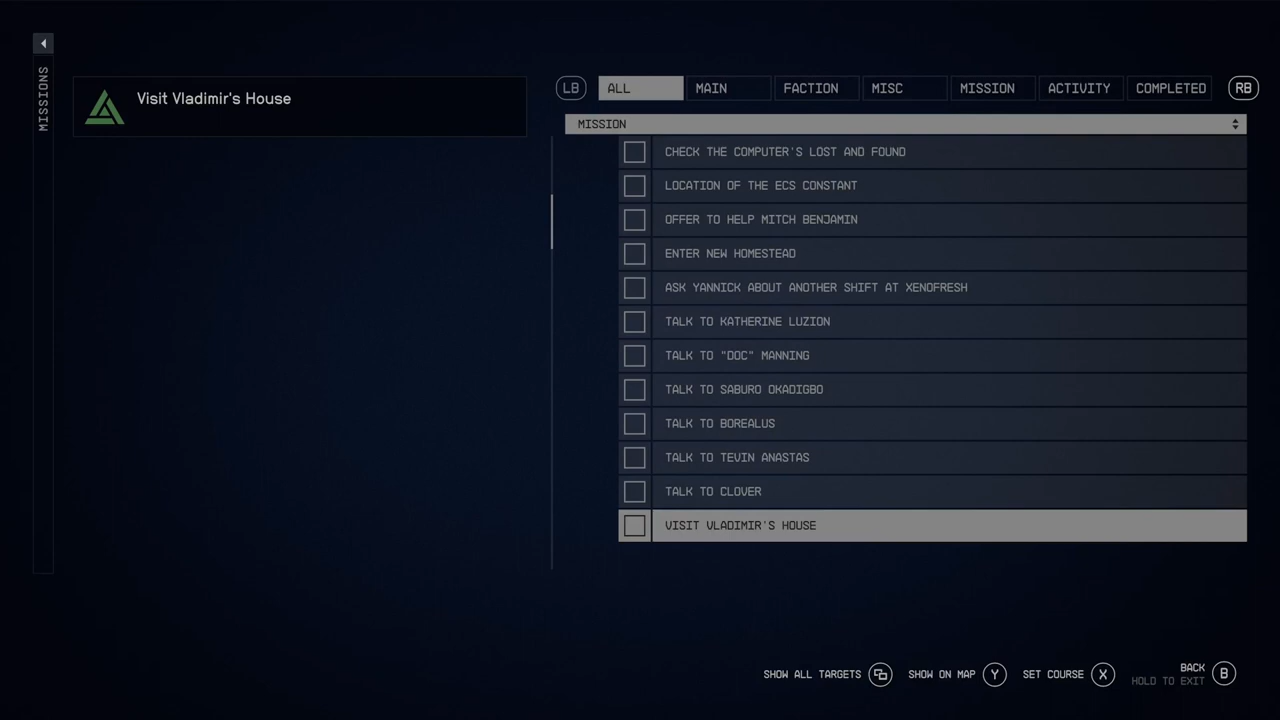 MISSIONS
Visit Vladimir's House
LB
ALL
MAIN
FACTION
MISC
MISSION
ACTIVITY
COMPLETED
RB
MISSION
CHECK THE COMPUTER'S LOST AND FOUND
LOCATION OF THE ECS CONSTANT
OFFER TO HELP MITCH BENJAMIN
ENTER NEW HOMESTEAD
ASK YANNICK ABOUT ANOTHER SHIFT AT XENOFRESH
TALK TO KATHERINE LUZION
TALK TO "DOC" MANNING
TALK TO SABURO OKADIGBO
TALK TO BOREALUS
TALK TO TEVIN ANASTAS
TALK TO CLOVER
VISIT VLADIMIR'S HOUSE
SHOW ALL TARGETS
SHOW ON MAP Y
SET COURSE X
BACK B
HOLD TO EXIT